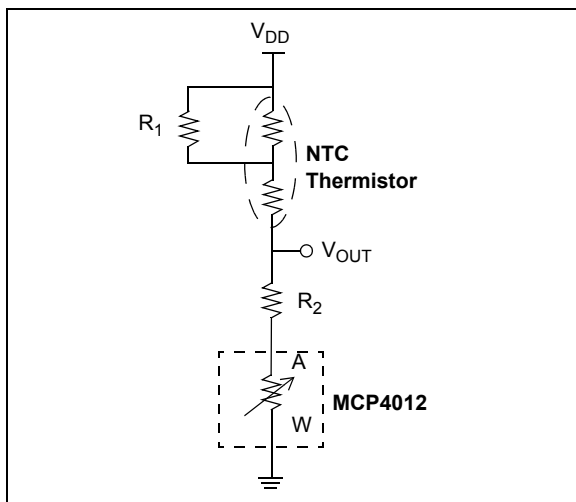 V_DD
R_1
NTC
Thermistor
V_OUT
R_2
A
MCP4012
W